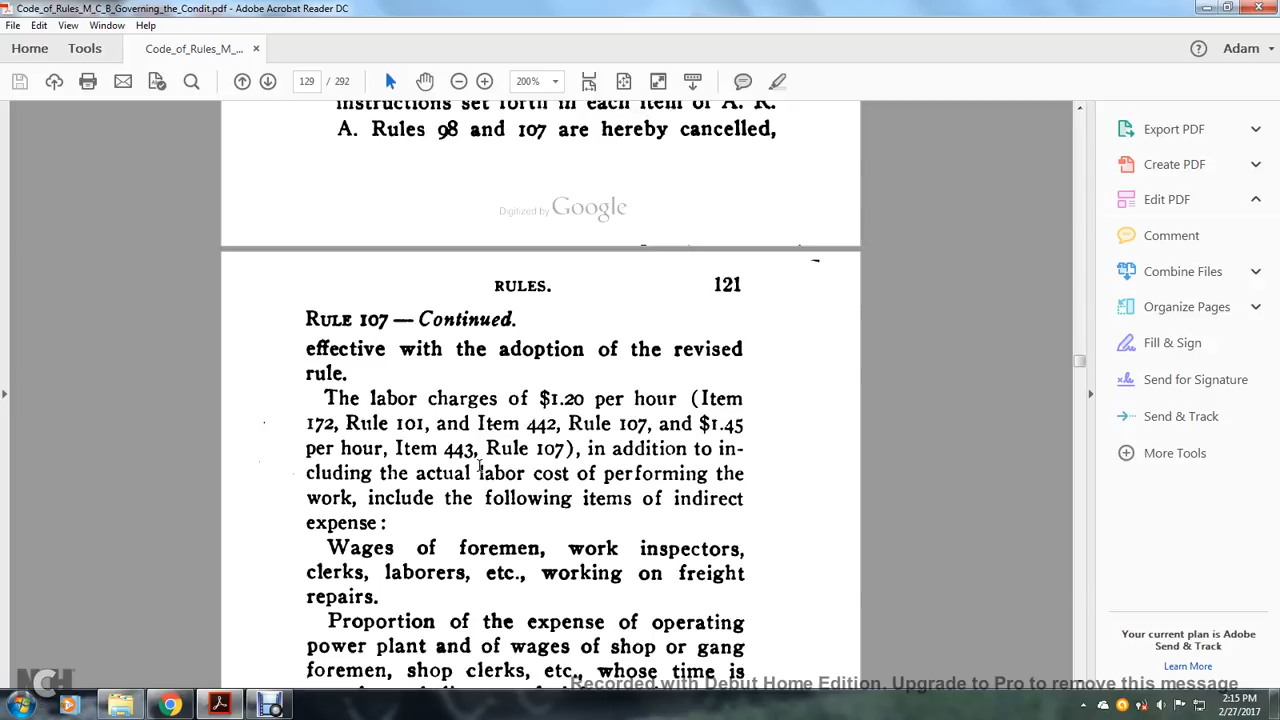 Code_of_Rules_M_C_B_Governing_the_Condit.pdf - Adobe Acrobat Reader DC
File Edit View Window Help
Home Tools Code_of_Rules_M_... × Adam
129 / 292 200%
instructions set forth in each item of A. R.
A. Rules 98 and 107 are hereby cancelled,
Digitized by Google
RULES. 121
RULE 107 — Continued.
effective with the adoption of the revised
rule.
The labor charges of $1.20 per hour (Item
172, Rule 101, and Item 442, Rule 107, and $1.45
per hour, Item 443, Rule 107), in addition to in-
cluding the actual labor cost of performing the
work, include the following items of indirect
expense:
Wages of foremen, work inspectors,
clerks, laborers, etc., working on freight
repairs.
Proportion of the expense of operating
power plant and of wages of shop or gang
foremen, shop clerks, etc., whose time is
Export PDF
Create PDF
Edit PDF
Comment
Combine Files
Organize Pages
Fill & Sign
Send for Signature
Send & Track
More Tools
Your current plan is Adobe
Send & Track
Learn More
NCH
Recorded with Debut Home Edition. Upgrade to Pro to remove this message
2:15 PM
2/27/2017